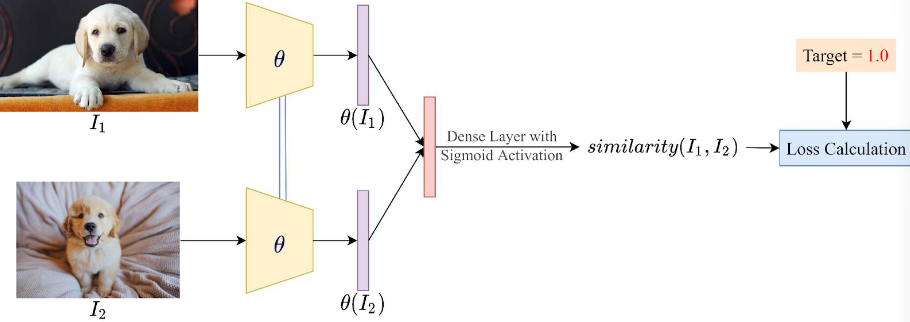 I₁
θ
θ(I₁)
Dense Layer with
Sigmoid Activation
similarity(I₁, I₂)
Target = 1.0
Loss Calculation
I₂
θ
θ(I₂)